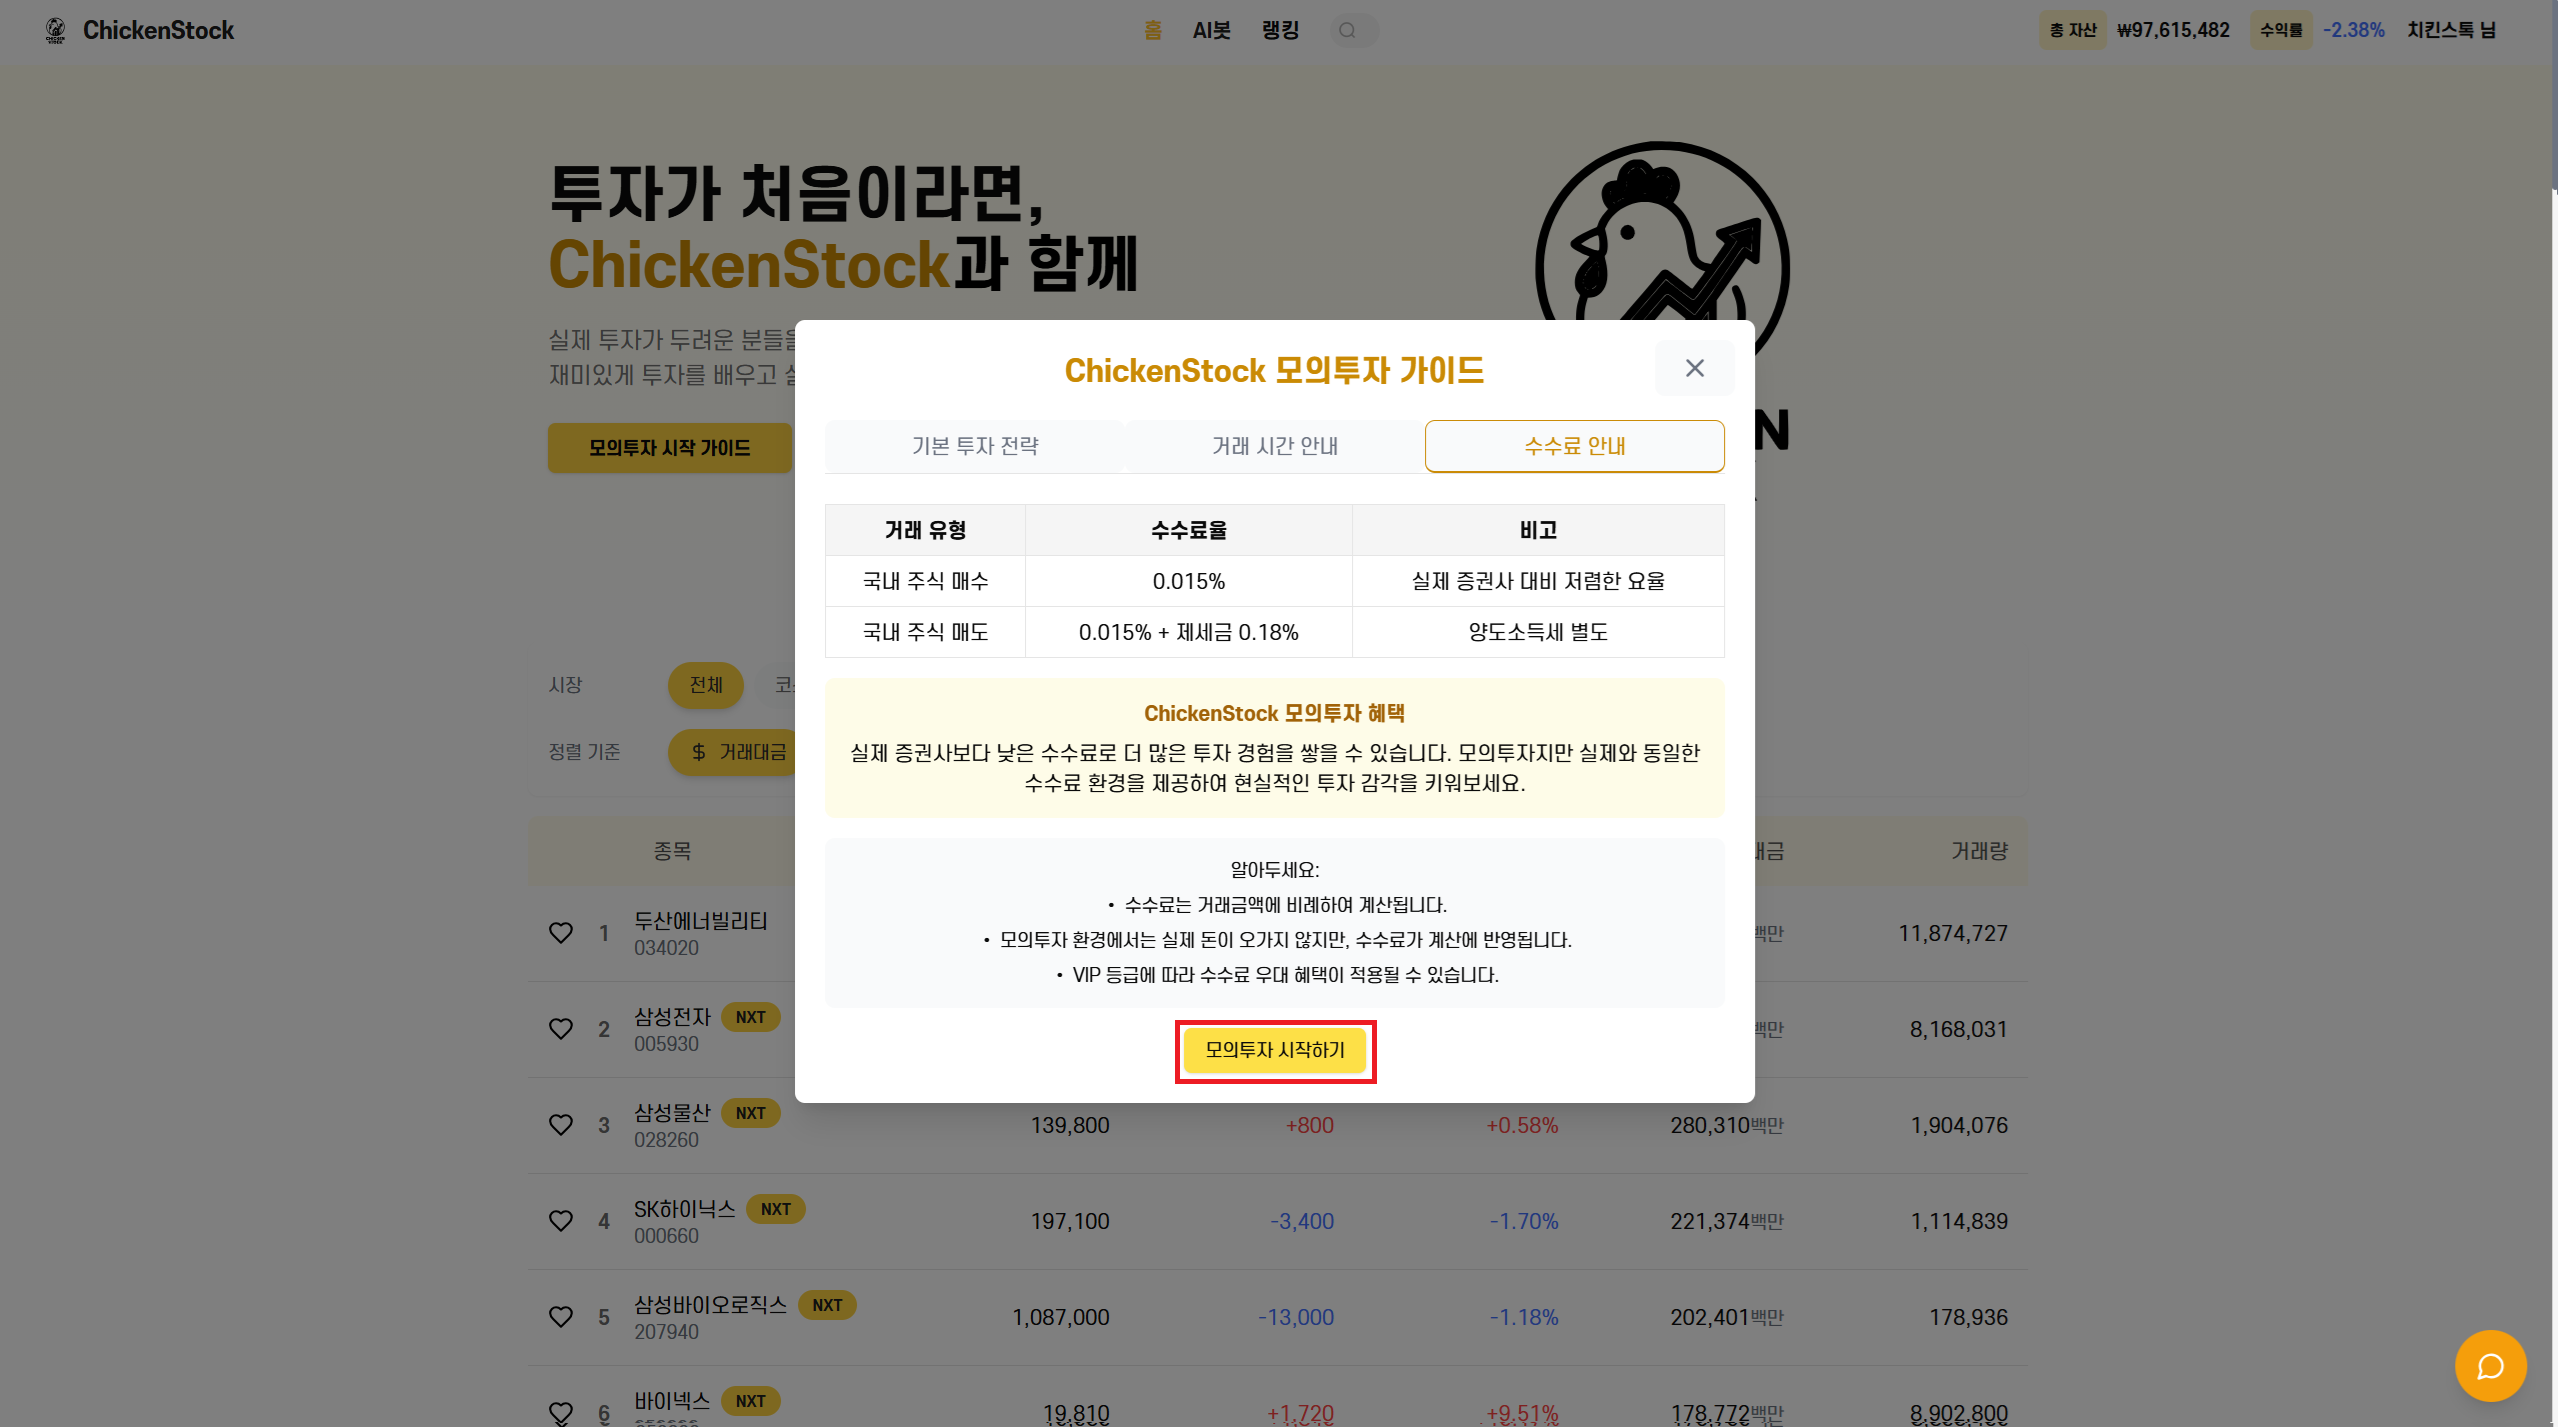 ChickenStock
홈 AI봇 랭킹
총 자산 ₩97,615,482 수익률 -2.38% 치킨스톡 님
투자가 처음이라면,
ChickenStock과 함께
실제 투자가 두려운 분들을
재미있게 투자를 배우고
모의투자 시작 가이드
ChickenStock 모의투자 가이드
기본 투자 전략 거래 시간 안내 수수료 안내
거래 유형 수수료율 비고
국내 주식 매수 0.015% 실제 증권사 대비 저렴한 요율
국내 주식 매도 0.015% + 제세금 0.18% 양도소득세 별도
ChickenStock 모의투자 혜택
실제 증권사보다 낮은 수수료로 더 많은 투자 경험을 쌓을 수 있습니다. 모의투자지만 실제와 동일한
수수료 환경을 제공하여 현실적인 투자 감각을 키워보세요.
알아두세요:
• 수수료는 거래금액에 비례하여 계산됩니다.
• 모의투자 환경에서는 실제 돈이 오가지 않지만, 수수료가 계산에 반영됩니다.
• VIP 등급에 따라 수수료 우대 혜택이 적용될 수 있습니다.
모의투자 시작하기
N
시장 전체
정렬 기준 $ 거래대금
종목 대금 거래량
1 두산에너빌리티 백만 11,874,727
034020
2 삼성전자 NXT 백만 8,168,031
005930
3 삼성물산 NXT 139,800 +800 +0.58% 280,310백만 1,904,076
028260
4 SK하이닉스 NXT 197,100 -3,400 -1.70% 221,374백만 1,114,839
000660
5 삼성바이오로직스 NXT 1,087,000 -13,000 -1.18% 202,401백만 178,936
207940
6 바이넥스 NXT 19,810 +1,720 +9.51% 178,772백만 8,902,800